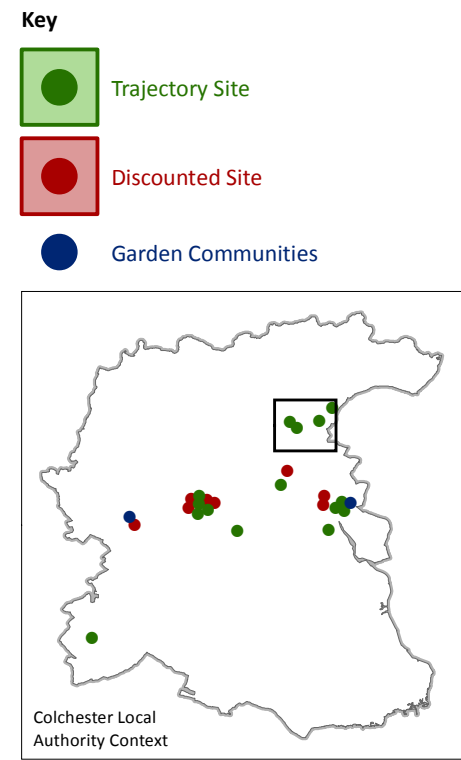 Key
Trajectory Site
Discounted Site
Garden Communities
Colchester Local
Authority Context